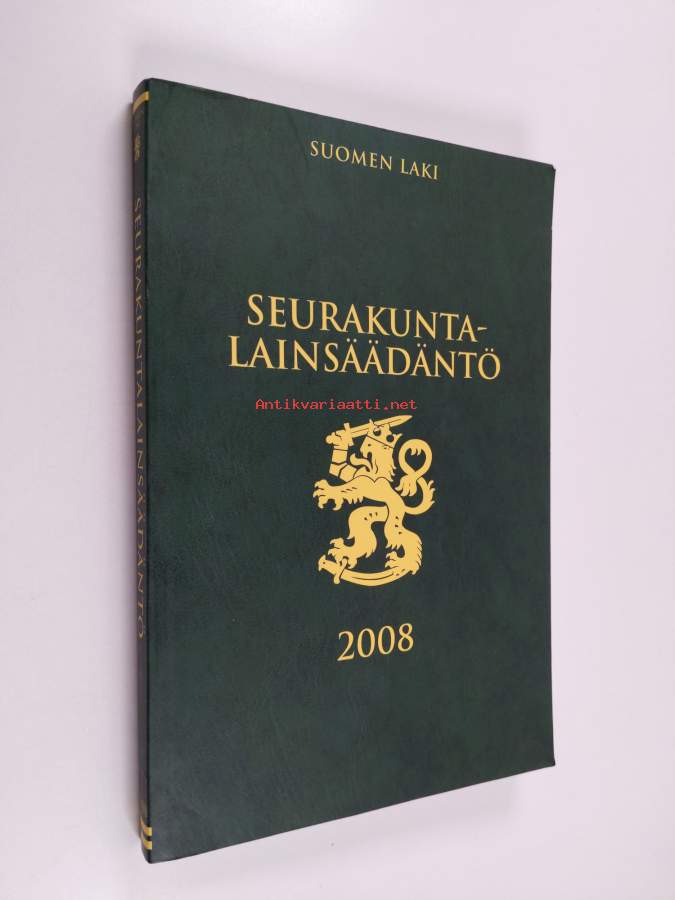 SUOMEN LAKI
SEURAKUNTA-
LAINSÄÄDÄNTÖ
Antikvariaatti.net
2008
SEURAKUNTALAINSÄÄDÄNTÖ